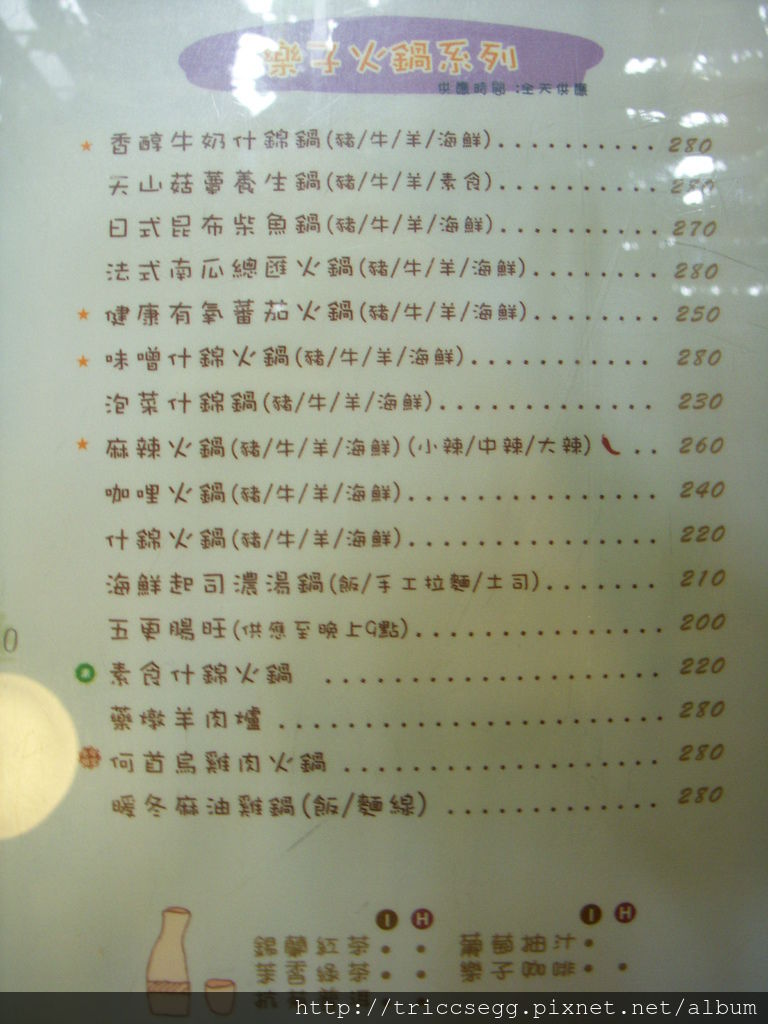 樂子火鍋系列
供應時間:全天供應
香醇牛奶什錦鍋(豬/牛/羊/海鮮)..........280
天山菇蕈養生鍋(豬/牛/羊/素食)..........280
日式昆布柴魚鍋(豬/牛/羊/海鮮)..........270
法式南瓜總匯火鍋(豬/牛/羊/海鮮)........280
健康有氧蕃茄火鍋(豬/牛/羊/海鮮)........250
味噌什錦火鍋(豬/牛/羊/海鮮)...........280
泡菜什錦鍋(豬/牛/羊/海鮮).............230
麻辣火鍋(豬/牛/羊/海鮮)(小辣/中辣/大辣)..260
咖哩火鍋(豬/牛/羊/海鮮)...............240
什錦火鍋(豬/牛/羊/海鮮)...............220
海鮮起司濃湯鍋(飯/手工拉麵/土司).......210
五更腸旺(供應至晚上9點)...............200
素食什錦火鍋.....................220
藥燉羊肉爐........................280
何首烏雞肉火鍋....................280
暖冬麻油雞鍋(飯/麵線).............280
0
I H I H
錫蘭紅茶• • 葡萄柚汁•
茉香綠茶• • 樂子咖啡• •
http://triccsegg.pixnet.net/album